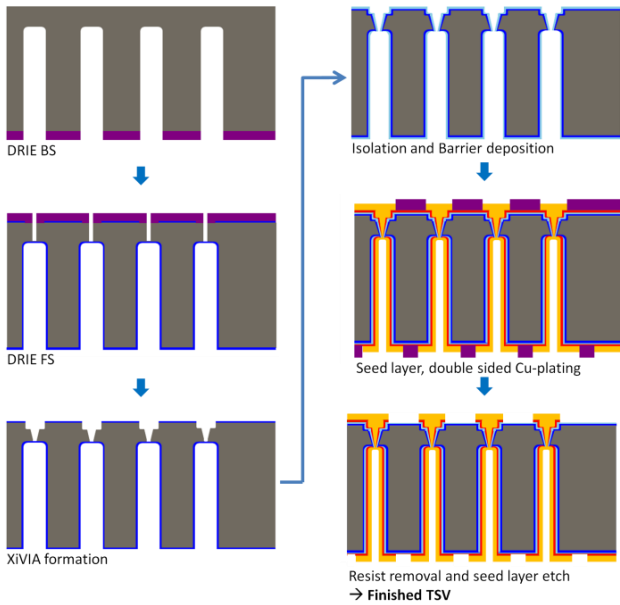 DRIE BS
DRIE FS
XiVIA formation
Isolation and Barrier deposition
Seed layer, double sided Cu-plating
Resist removal and seed layer etch
→ Finished TSV